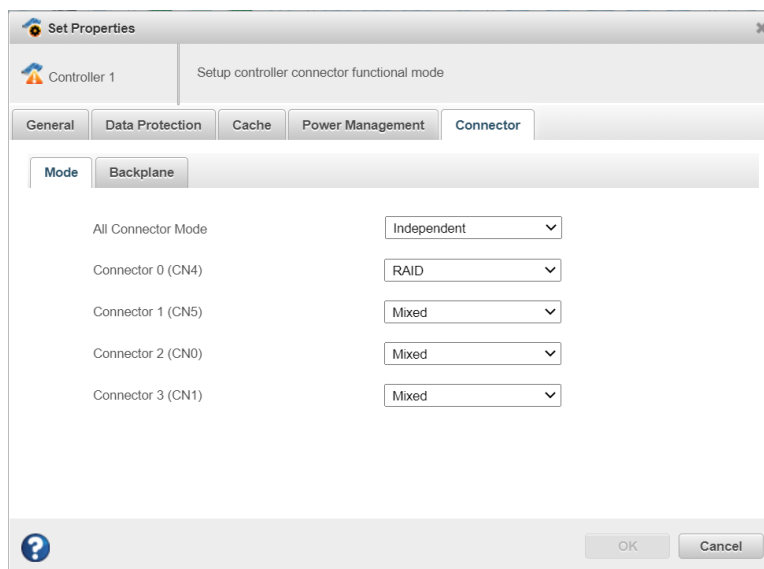 Set Properties
Controller 1
Setup controller connector functional mode
General Data Protection Cache Power Management Connector
Mode Backplane
All Connector Mode Independent
Connector 0 (CN4) RAID
Connector 1 (CN5) Mixed
Connector 2 (CN0) Mixed
Connector 3 (CN1) Mixed
? OK Cancel